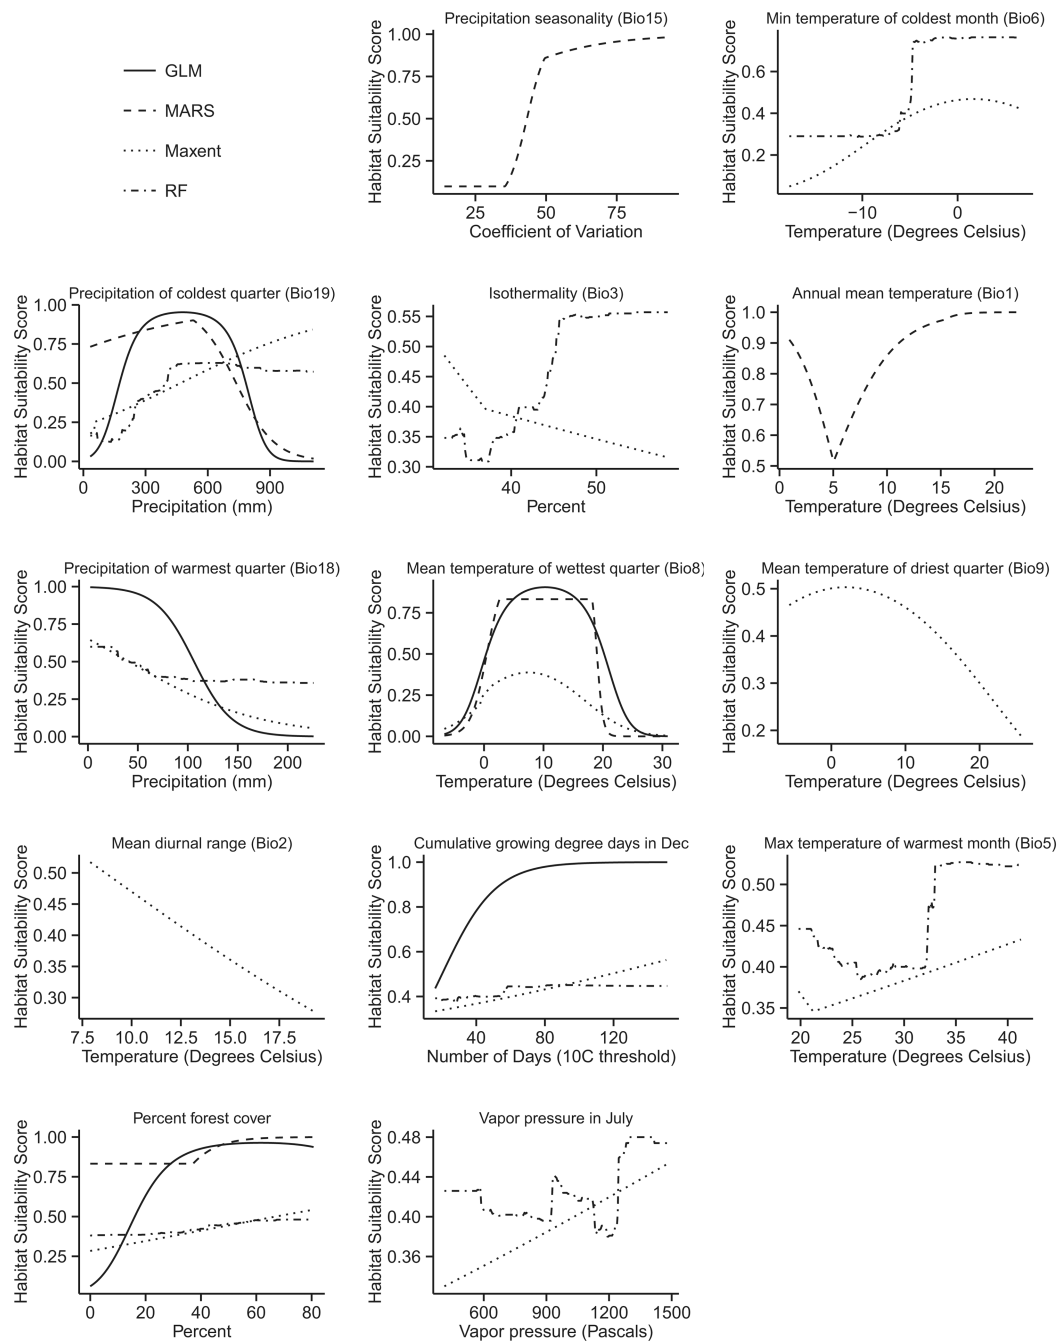 GLM
MARS
Maxent
RF
Precipitation seasonality (Bio15)
Habitat Suitability Score
1.00
0.75
0.50
0.25
25 50 75
Coefficient of Variation
Min temperature of coldest month (Bio6)
Habitat Suitability Score
0.6
0.4
0.2
−10 0
Temperature (Degrees Celsius)
Precipitation of coldest quarter (Bio19)
Habitat Suitability Score
1.00
0.75
0.50
0.25
0.00
0 300 600 900
Precipitation (mm)
Isothermality (Bio3)
Habitat Suitability Score
0.55
0.50
0.45
0.40
0.35
0.30
40 50
Percent
Annual mean temperature (Bio1)
Habitat Suitability Score
1.0
0.9
0.8
0.7
0.6
0.5
0 5 10 15 20
Temperature (Degrees Celsius)
Precipitation of warmest quarter (Bio18)
Habitat Suitability Score
1.00
0.75
0.50
0.25
0.00
0 50 100 150 200
Precipitation (mm)
Mean temperature of wettest quarter (Bio8)
Habitat Suitability Score
0.75
0.50
0.25
0.00
0 10 20 30
Temperature (Degrees Celsius)
Mean temperature of driest quarter (Bio9)
Habitat Suitability Score
0.5
0.4
0.3
0.2
0 10 20
Temperature (Degrees Celsius)
Mean diurnal range (Bio2)
Habitat Suitability Score
0.50
0.45
0.40
0.35
0.30
7.5 10.0 12.5 15.0 17.5
Temperature (Degrees Celsius)
Cumulative growing degree days in Dec
Habitat Suitability Score
1.0
0.8
0.6
0.4
40 80 120
Number of Days (10C threshold)
Max temperature of warmest month (Bio5)
Habitat Suitability Score
0.50
0.45
0.40
0.35
20 25 30 35 40
Temperature (Degrees Celsius)
Percent forest cover
Habitat Suitability Score
1.00
0.75
0.50
0.25
0 20 40 60 80
Percent
Vapor pressure in July
Habitat Suitability Score
0.48
0.44
0.40
0.36
600 900 1200 1500
Vapor pressure (Pascals)